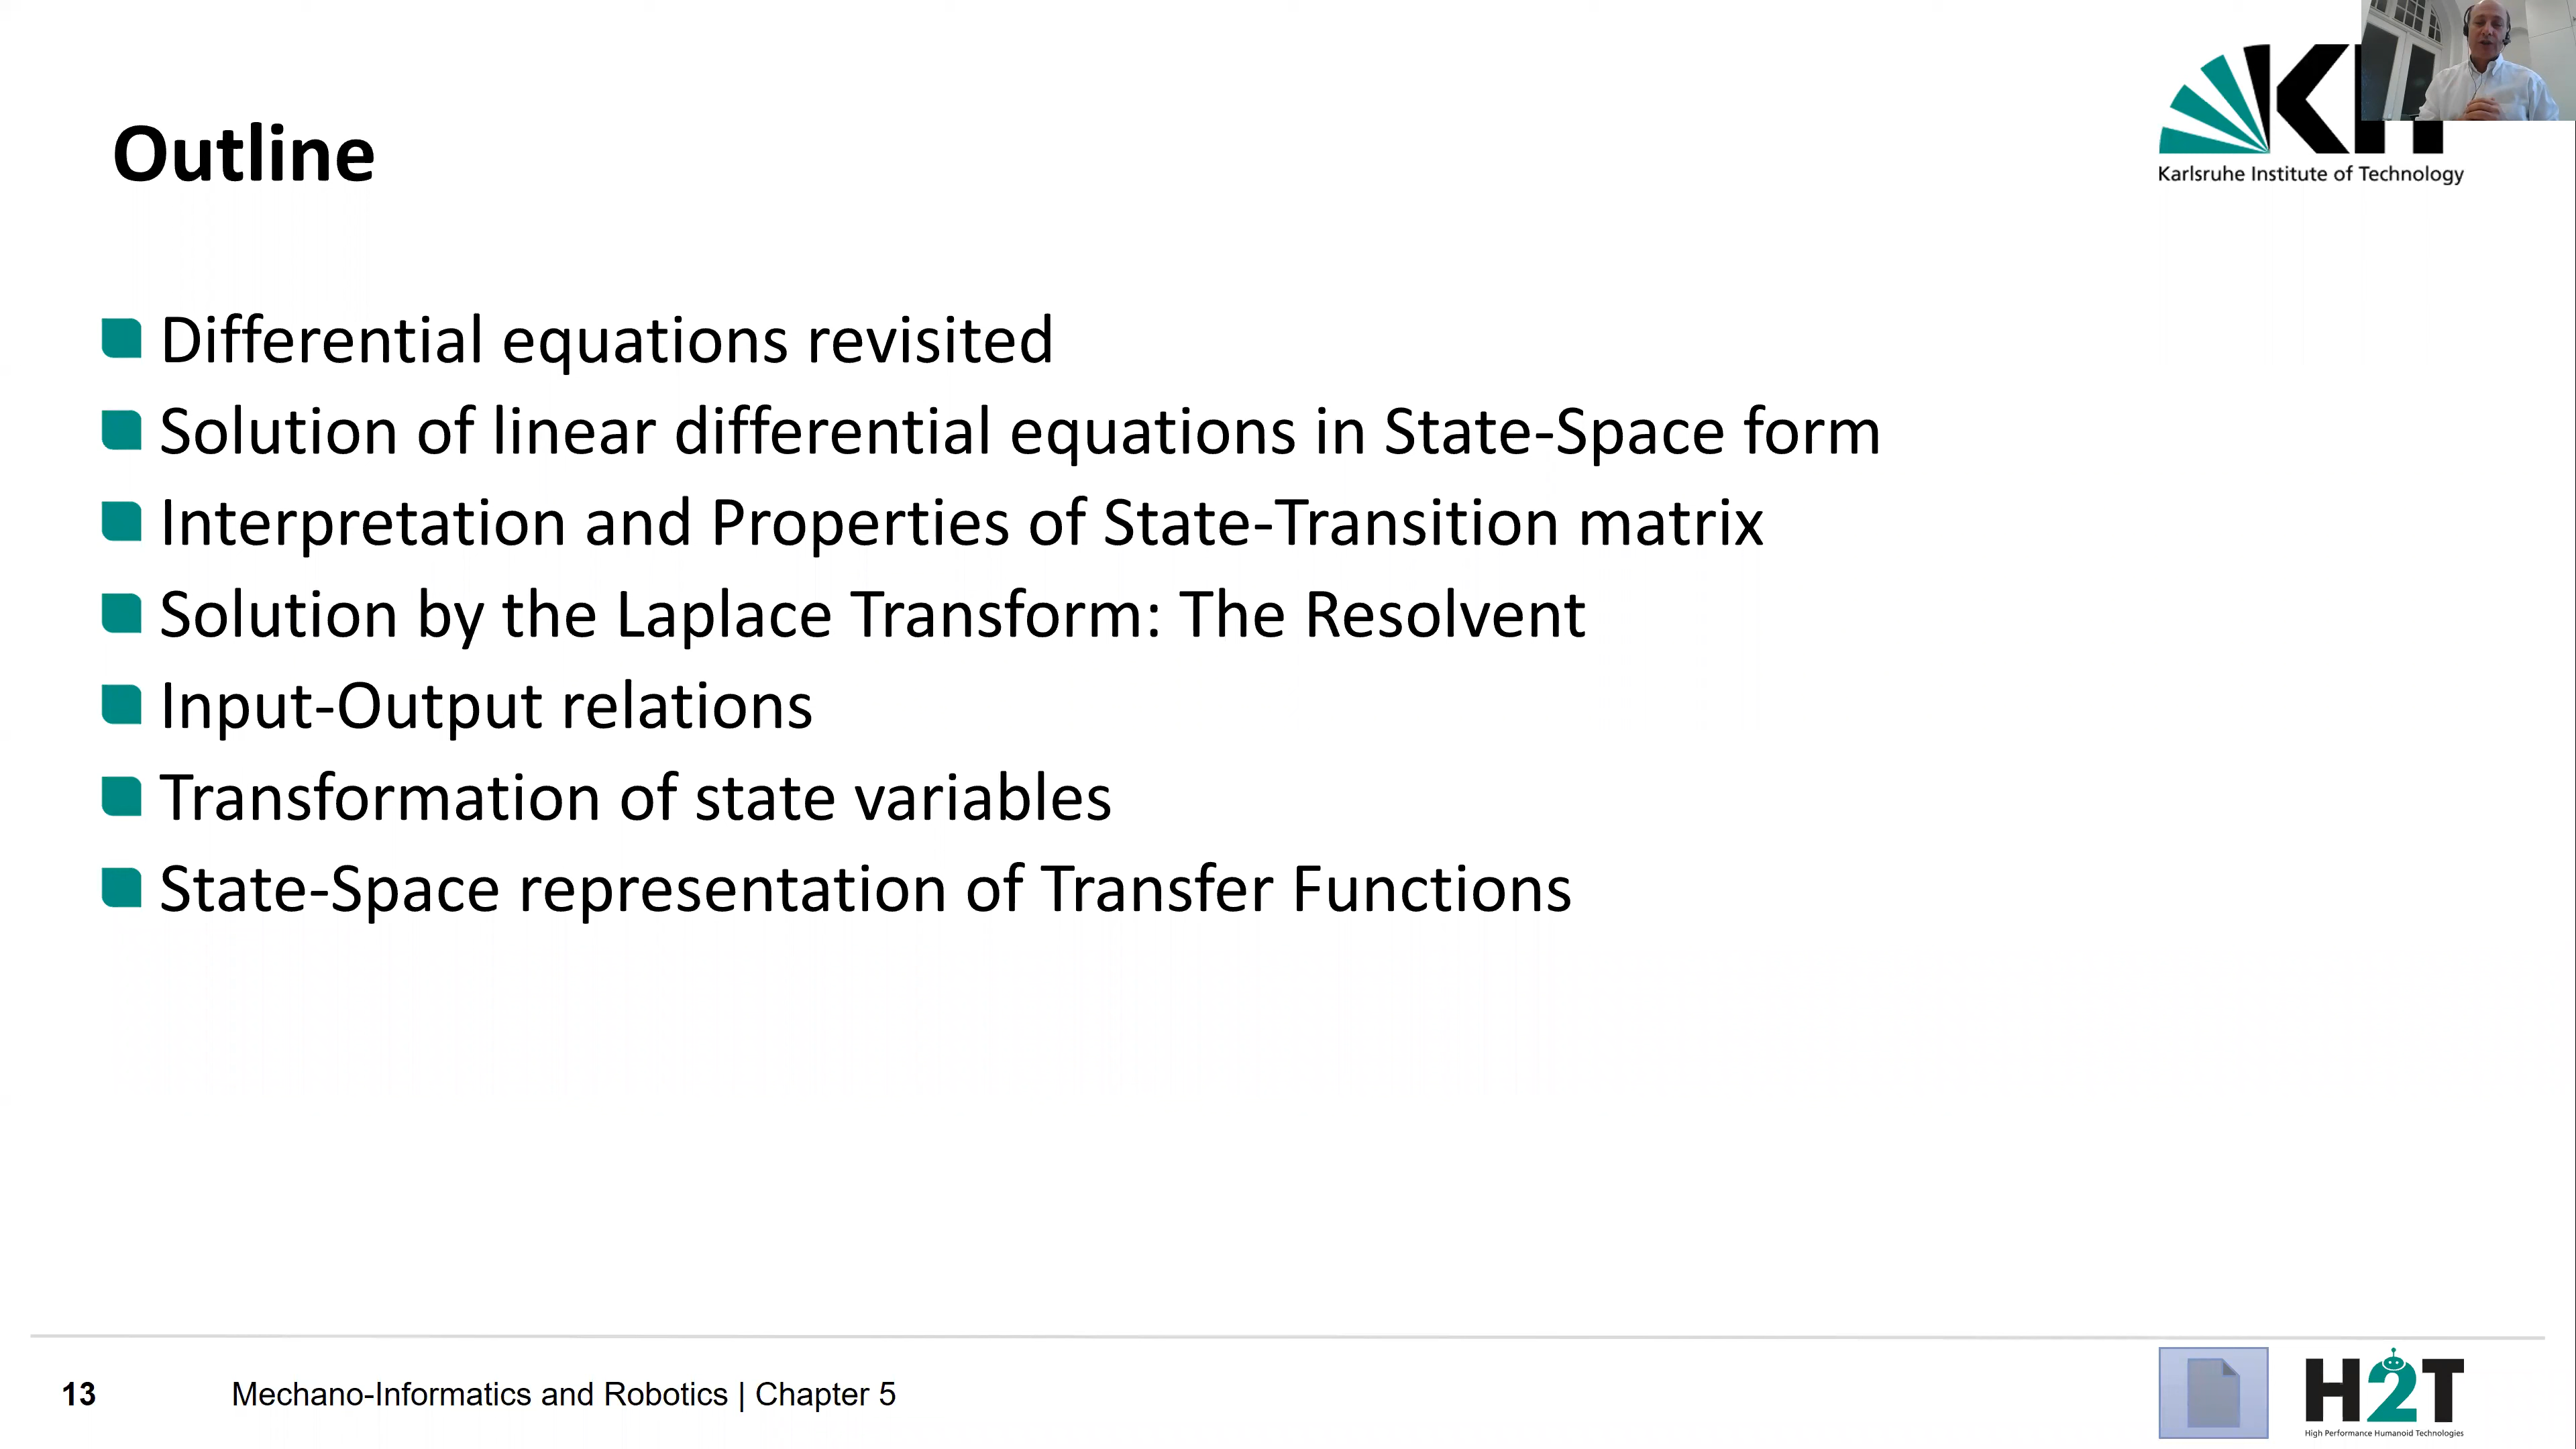 Outline
Karlsruhe Institute of Technology
Differential equations revisited
Solution of linear differential equations in State-Space form
Interpretation and Properties of State-Transition matrix
Solution by the Laplace Transform: The Resolvent
Input-Output relations
Transformation of state variables
State-Space representation of Transfer Functions
13
Mechano-Informatics and Robotics | Chapter 5
H2T
High Performance Humanoid Technologies